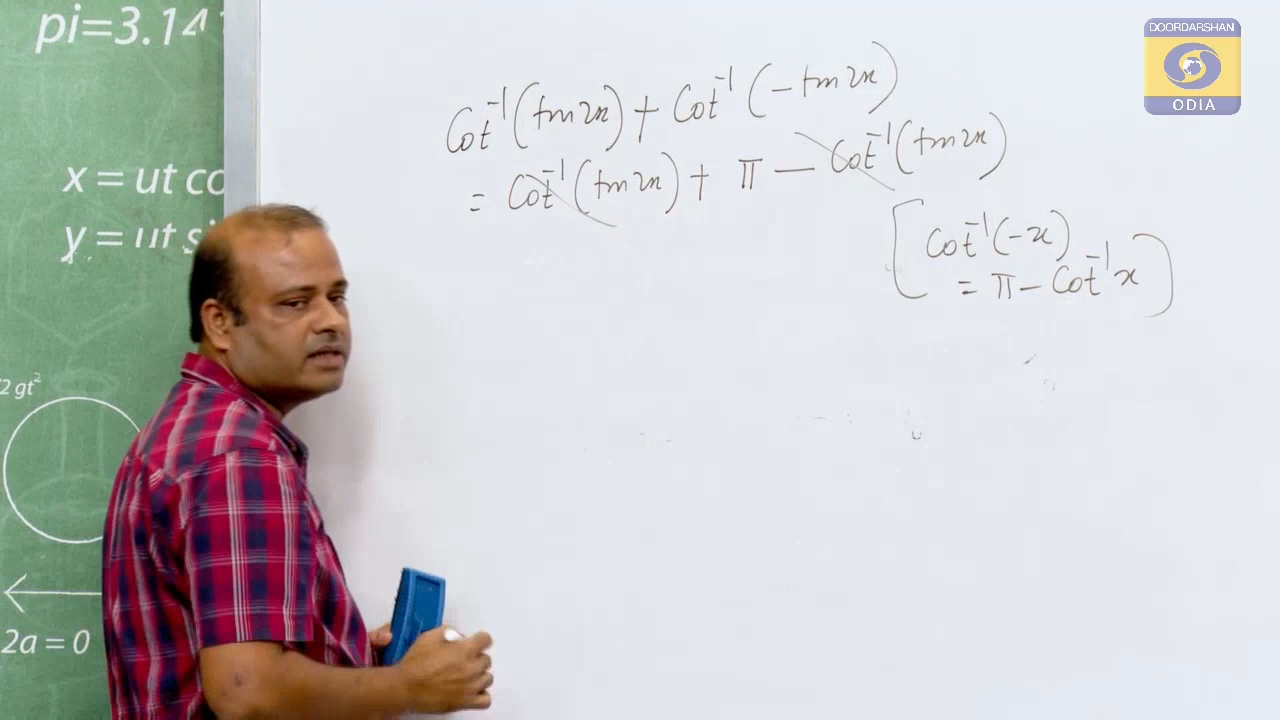 pi=3.14
x = ut co
y = ut si
2 gt²
2a = 0
DOORDARSHAN
ODIA
Cot⁻¹(tan2x) + Cot⁻¹(-tan2x)
= Cot⁻¹(tan2x) + π - Cot⁻¹(tan2x)
[Cot⁻¹(-x)
= π - Cot⁻¹x]